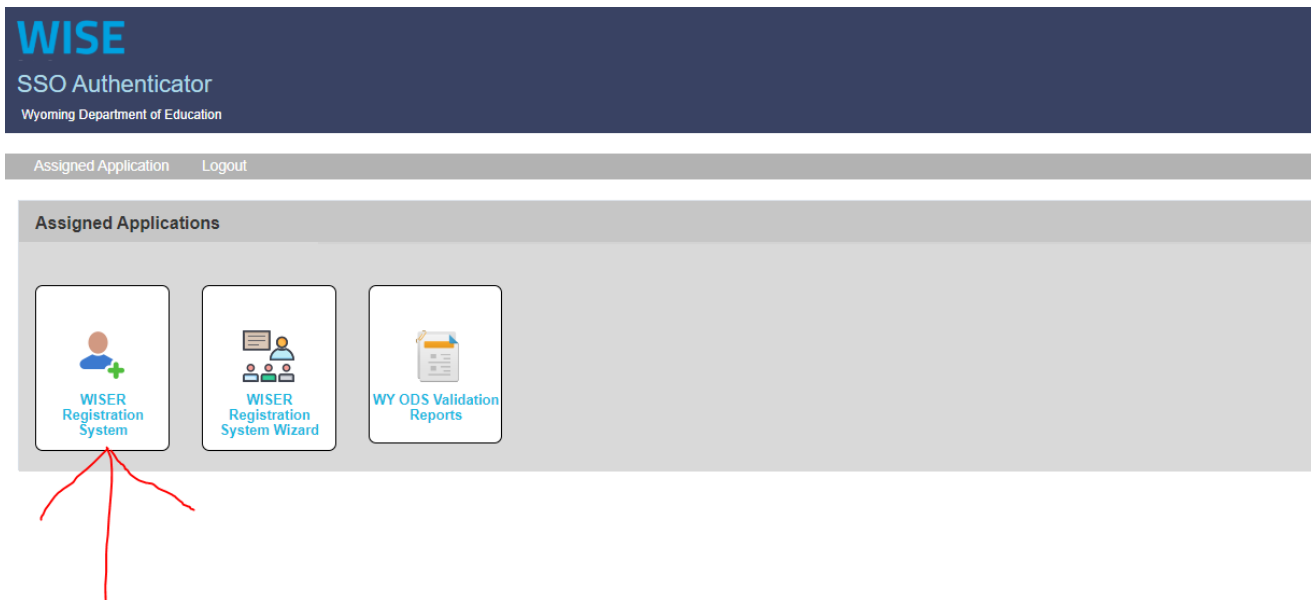 WISE
SSO Authenticator
Wyoming Department of Education
Assigned Application Logout
Assigned Applications
WISER
Registration
System
WISER
Registration
System Wizard
WY ODS Validation
Reports